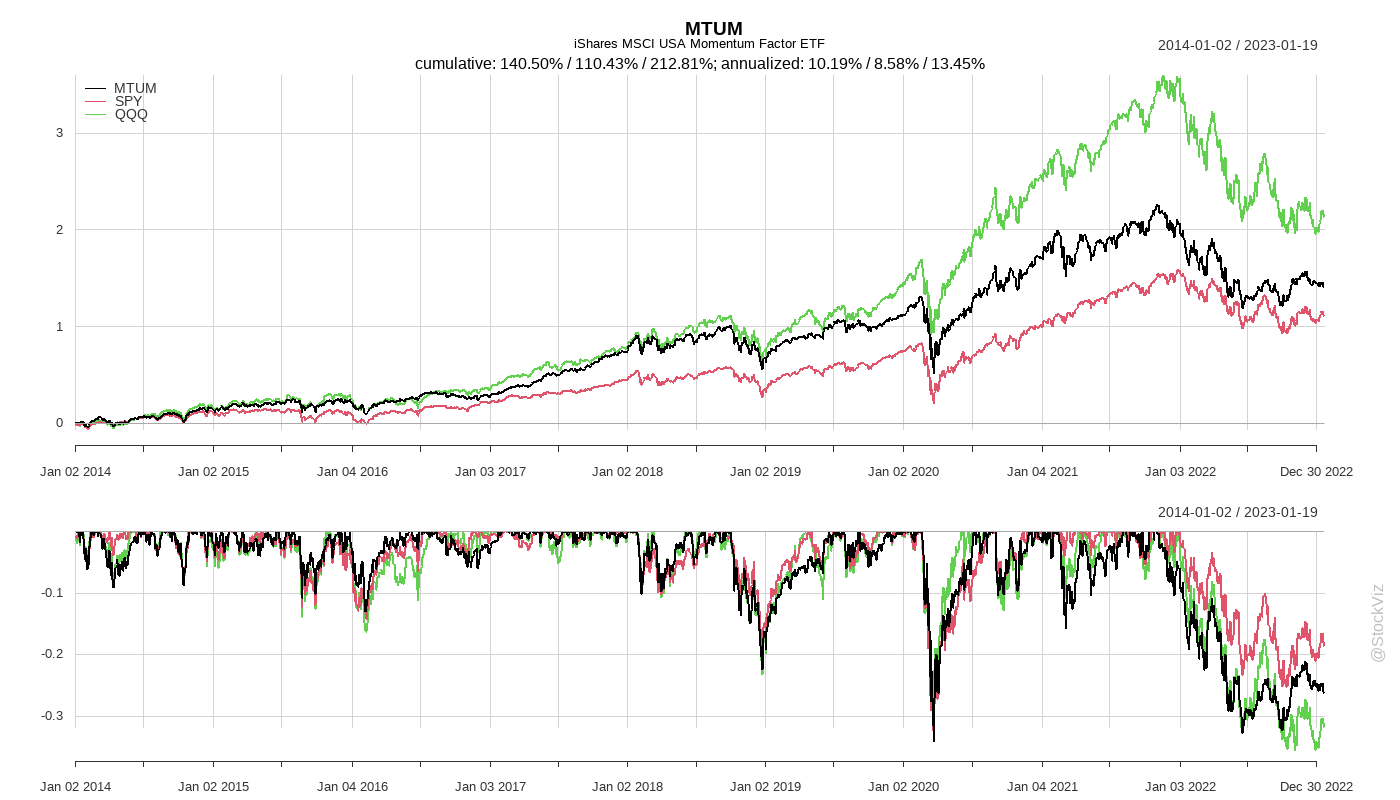 MTUM
iShares MSCI USA Momentum Factor ETF
2014-01-02 / 2023-01-19
cumulative: 140.50% / 110.43% / 212.81%; annualized: 10.19% / 8.58% / 13.45%
MTUM
SPY
QQQ
3
2
1
0
Jan 02 2014 Jan 02 2015 Jan 04 2016 Jan 03 2017 Jan 02 2018 Jan 02 2019 Jan 02 2020 Jan 04 2021 Jan 03 2022 Dec 30 2022
2014-01-02 / 2023-01-19
-0.1
-0.2
-0.3
Jan 02 2014 Jan 02 2015 Jan 04 2016 Jan 03 2017 Jan 02 2018 Jan 02 2019 Jan 02 2020 Jan 04 2021 Jan 03 2022 Dec 30 2022
@StockViz